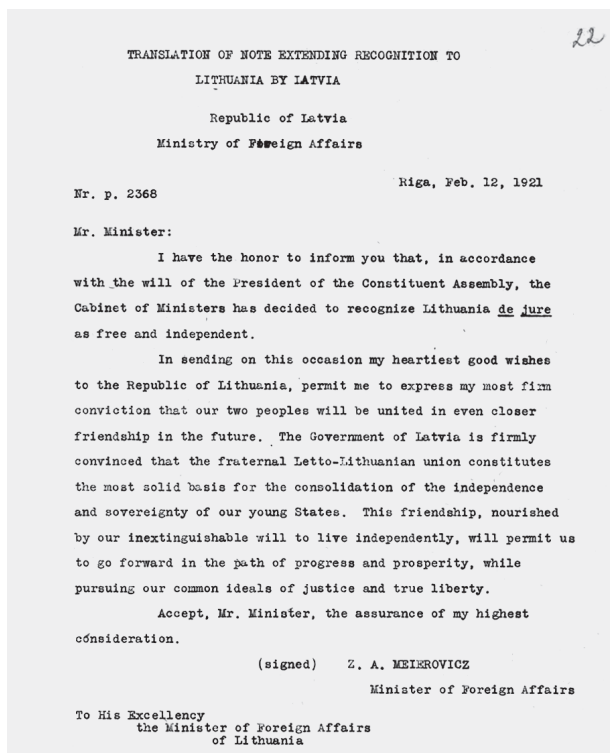 22
TRANSLATION OF NOTE EXTENDING RECOGNITION TO
LITHUANIA BY LATVIA
Republic of Latvia
Ministry of Foreign Affairs
Riga, Feb. 12, 1921
Nr. p. 2368
Mr. Minister:
I have the honor to inform you that, in accordance
with the will of the President of the Constituent Assembly, the
Cabinet of Ministers has decided to recognize Lithuania de jure
as free and independent.
In sending on this occasion my heartiest good wishes
to the Republic of Lithuania, permit me to express my most firm
conviction that our two peoples will be united in even closer
friendship in the future. The Government of Latvia is firmly
convinced that the fraternal Letto-Lithuanian union constitutes
the most solid basis for the consolidation of the independence
and sovereignty of our young States. This friendship, nourished
by our inextinguishable will to live independently, will permit us
to go forward in the path of progress and prosperity, while
pursuing our common ideals of justice and true liberty.
Accept, Mr. Minister, the assurance of my highest
consideration.
(signed) Z. A. MEIEROVICZ
Minister of Foreign Affairs
To His Excellency
the Minister of Foreign Affairs
of Lithuania